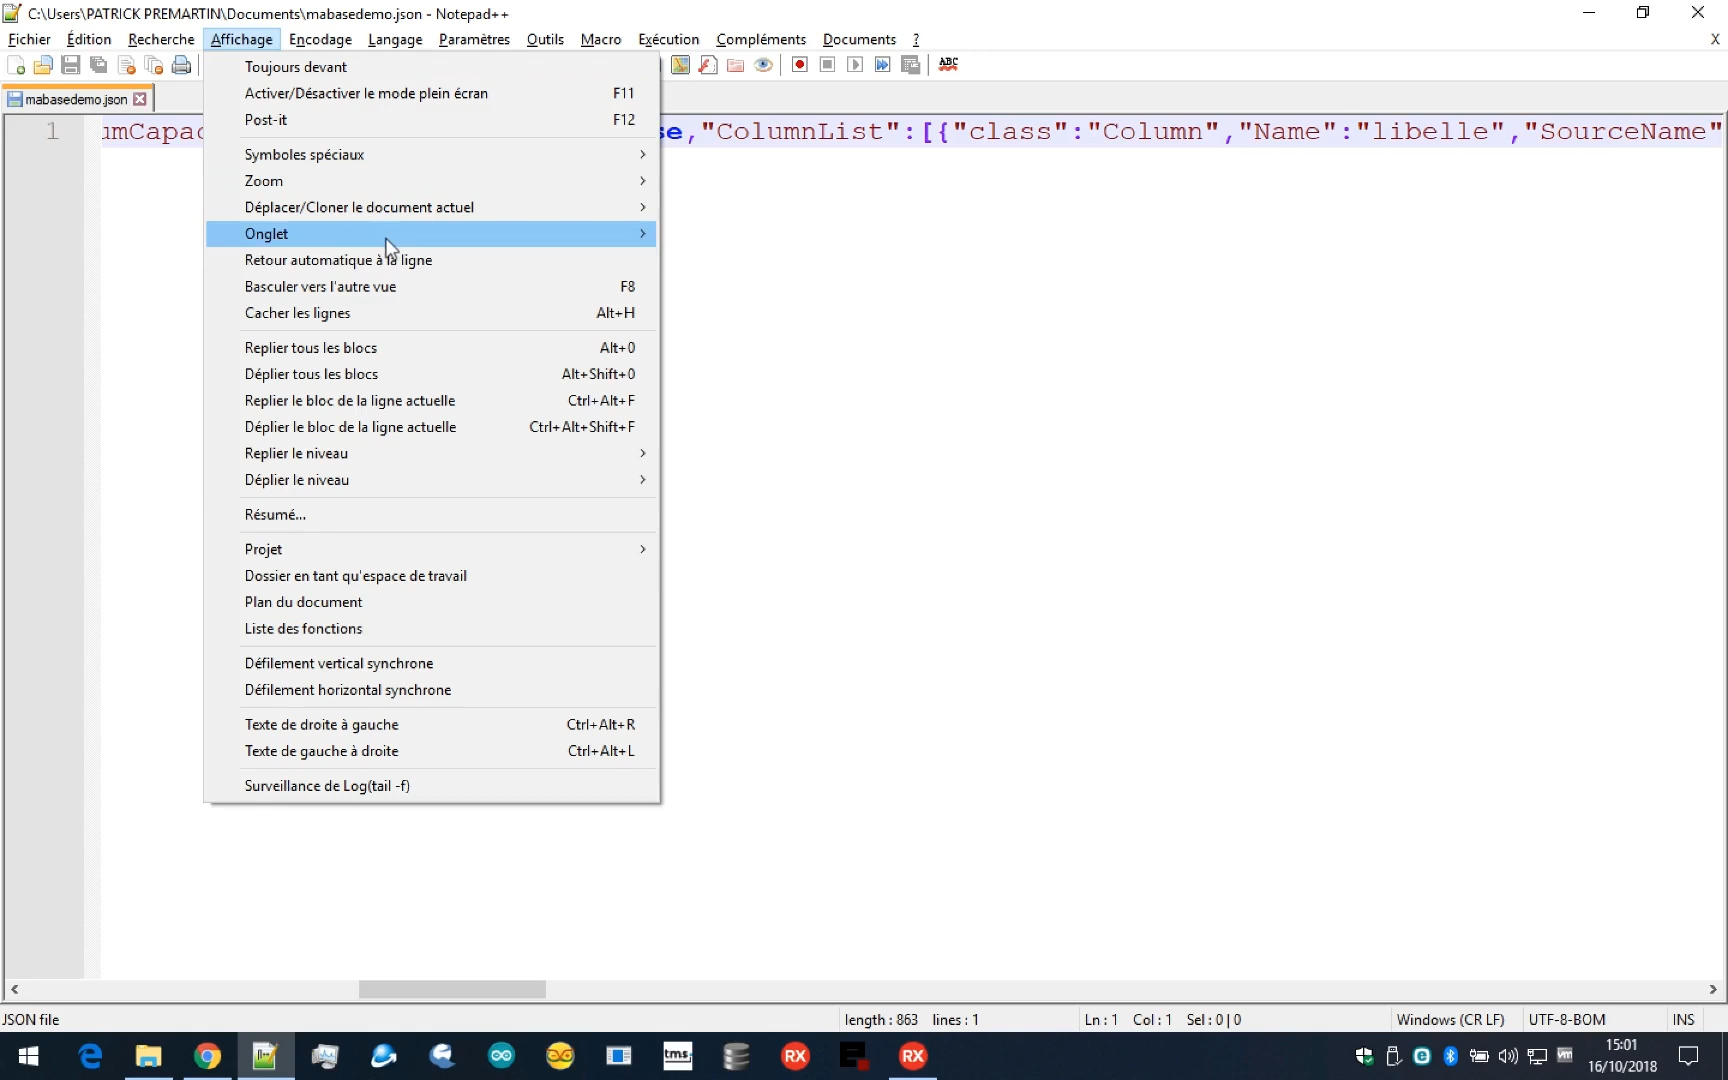 C:\Users\PATRICK PREMARTIN\Documents\mabasedemo.json - Notepad++
Fichier Édition Recherche Affichage Encodage Langage Paramètres Outils Macro Exécution Compléments Documents ? X
ABC
mabasedemo.json
1 umCapac se,"ColumnList":[{"class":"Column","Name":"libelle","SourceName"
Toujours devant
Activer/Désactiver le mode plein écran F11
Post-it F12
Symboles spéciaux
Zoom
Déplacer/Cloner le document actuel
Onglet
Retour automatique à la ligne
Basculer vers l'autre vue F8
Cacher les lignes Alt+H
Replier tous les blocs Alt+0
Déplier tous les blocs Alt+Shift+0
Replier le bloc de la ligne actuelle Ctrl+Alt+F
Déplier le bloc de la ligne actuelle Ctrl+Alt+Shift+F
Replier le niveau
Déplier le niveau
Résumé...
Projet
Dossier en tant qu'espace de travail
Plan du document
Liste des fonctions
Défilement vertical synchrone
Défilement horizontal synchrone
Texte de droite à gauche Ctrl+Alt+R
Texte de gauche à droite Ctrl+Alt+L
Surveillance de Log(tail -f)
JSON file length : 863 lines : 1 Ln : 1 Col : 1 Sel : 0 | 0 Windows (CR LF) UTF-8-BOM INS
tms RX RX vm 15:01
16/10/2018